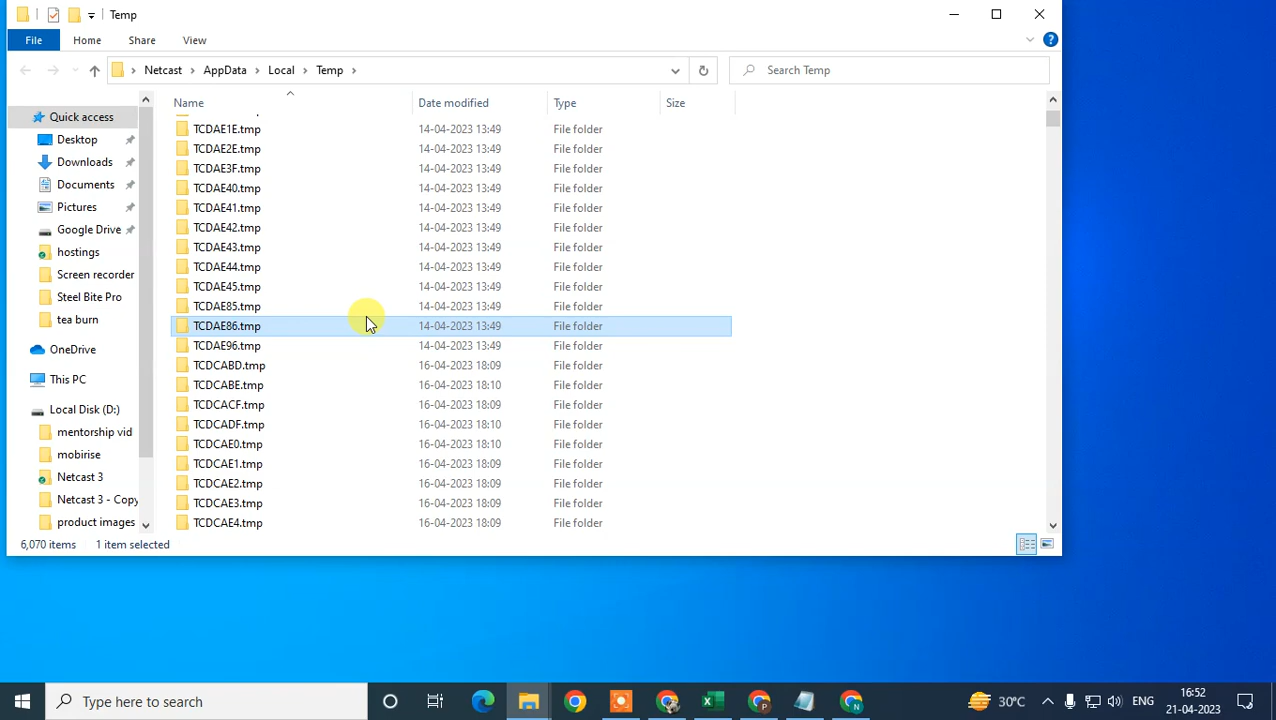 Temp
File Home Share View
Netcast AppData Local Temp Search Temp
Name Date modified Type Size
Quick access
Desktop
Downloads
Documents
Pictures
Google Drive
hostings
Screen recorder
Steel Bite Pro
tea burn
OneDrive
This PC
Local Disk (D:)
mentorship vid
mobirise
Netcast 3
Netcast 3 - Copy
product images
TCDAE1E.tmp 14-04-2023 13:49 File folder
TCDAE2E.tmp 14-04-2023 13:49 File folder
TCDAE3F.tmp 14-04-2023 13:49 File folder
TCDAE40.tmp 14-04-2023 13:49 File folder
TCDAE41.tmp 14-04-2023 13:49 File folder
TCDAE42.tmp 14-04-2023 13:49 File folder
TCDAE43.tmp 14-04-2023 13:49 File folder
TCDAE44.tmp 14-04-2023 13:49 File folder
TCDAE45.tmp 14-04-2023 13:49 File folder
TCDAE85.tmp 14-04-2023 13:49 File folder
TCDAE86.tmp 14-04-2023 13:49 File folder
TCDAE96.tmp 14-04-2023 13:49 File folder
TCDCABD.tmp 16-04-2023 18:09 File folder
TCDCABE.tmp 16-04-2023 18:10 File folder
TCDCACF.tmp 16-04-2023 18:09 File folder
TCDCADF.tmp 16-04-2023 18:10 File folder
TCDCAE0.tmp 16-04-2023 18:10 File folder
TCDCAE1.tmp 16-04-2023 18:09 File folder
TCDCAE2.tmp 16-04-2023 18:09 File folder
TCDCAE3.tmp 16-04-2023 18:09 File folder
TCDCAE4.tmp 16-04-2023 18:09 File folder
6,070 items 1 item selected
Type here to search
30°C ENG 16:52
21-04-2023